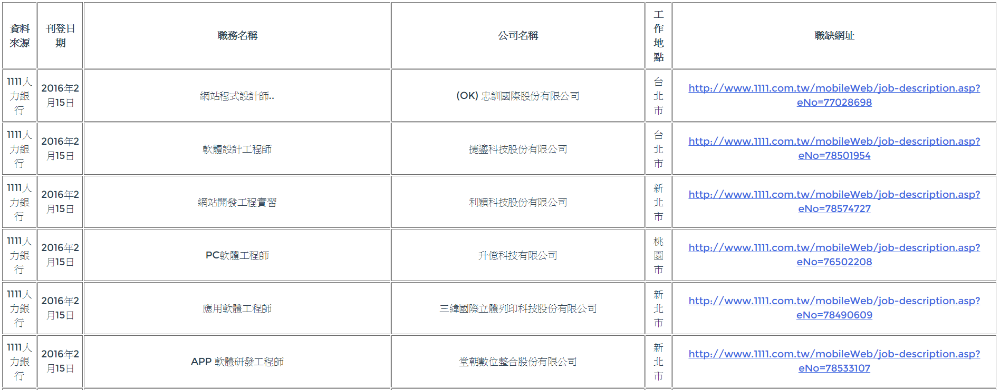 資料來源 刊登日期 職務名稱 公司名稱 工作地點 職缺網址
1111人力銀行 2016年2月15日 網站程式設計師.. (OK) 忠訓國際股份有限公司 台北市 http://www.1111.com.tw/mobileWeb/job-description.asp?eNo=77028698
1111人力銀行 2016年2月15日 軟體設計工程師 捷鎏科技股份有限公司 台北市 http://www.1111.com.tw/mobileWeb/job-description.asp?eNo=78501954
1111人力銀行 2016年2月15日 網站開發工程實習 利穎科技股份有限公司 新北市 http://www.1111.com.tw/mobileWeb/job-description.asp?eNo=78574727
1111人力銀行 2016年2月15日 PC軟體工程師 升億科技有限公司 桃園市 http://www.1111.com.tw/mobileWeb/job-description.asp?eNo=76502208
1111人力銀行 2016年2月15日 應用軟體工程師 三緯國際立體列印科技股份有限公司 新北市 http://www.1111.com.tw/mobileWeb/job-description.asp?eNo=78490609
1111人力銀行 2016年2月15日 APP 軟體研發工程師 堂朝數位整合股份有限公司 新北市 http://www.1111.com.tw/mobileWeb/job-description.asp?eNo=78533107